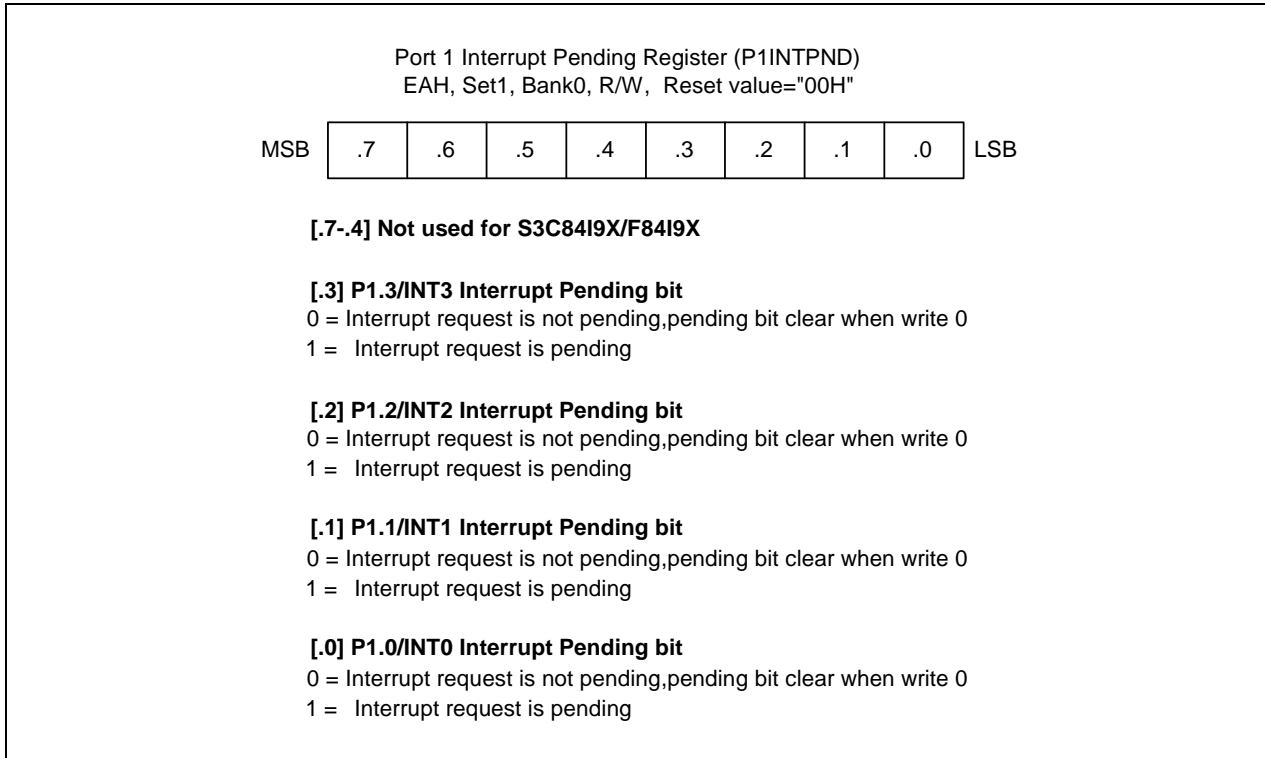 Port 1 Interrupt Pending Register (P1INTPND)
EAH, Set1, Bank0, R/W, Reset value="00H"
MSB .7 .6 .5 .4 .3 .2 .1 .0 LSB
[.7-.4] Not used for S3C84I9X/F84I9X
[.3] P1.3/INT3 Interrupt Pending bit
0 = Interrupt request is not pending,pending bit clear when write 0
1 = Interrupt request is pending
[.2] P1.2/INT2 Interrupt Pending bit
0 = Interrupt request is not pending,pending bit clear when write 0
1 = Interrupt request is pending
[.1] P1.1/INT1 Interrupt Pending bit
0 = Interrupt request is not pending,pending bit clear when write 0
1 = Interrupt request is pending
[.0] P1.0/INT0 Interrupt Pending bit
0 = Interrupt request is not pending,pending bit clear when write 0
1 = Interrupt request is pending